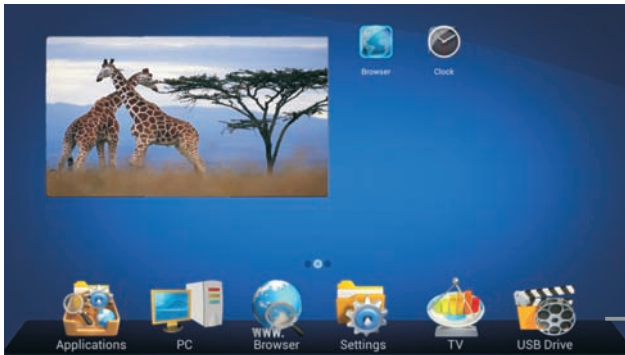 Browser
Clock
www.
Applications
PC
Browser
Settings
TV
USB Drive